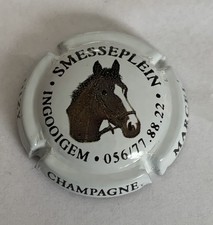 · SMESSEPLEIN ·
INGOOIGEM · 056/77.88.22 ·
CHAMPAGNE